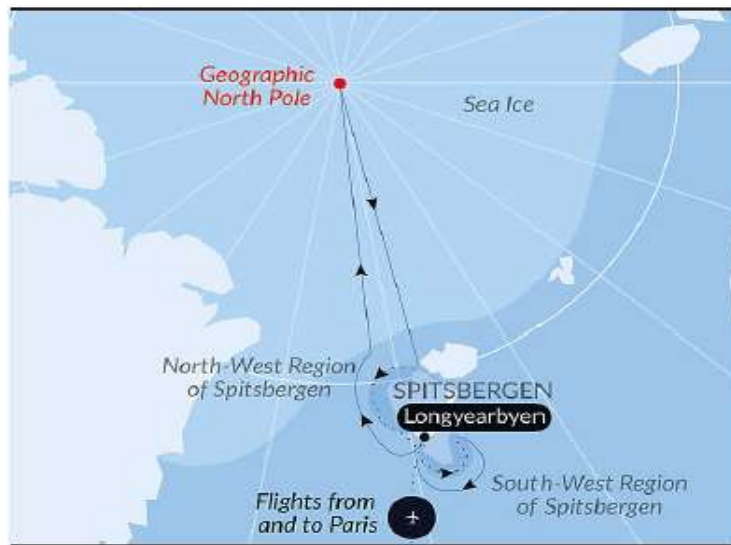 Geographic
North Pole
Sea Ice
North-West Region
of Spitsbergen
SPITSBERGEN
Longyearbyen
South-West Region
of Spitsbergen
Flights from
and to Paris